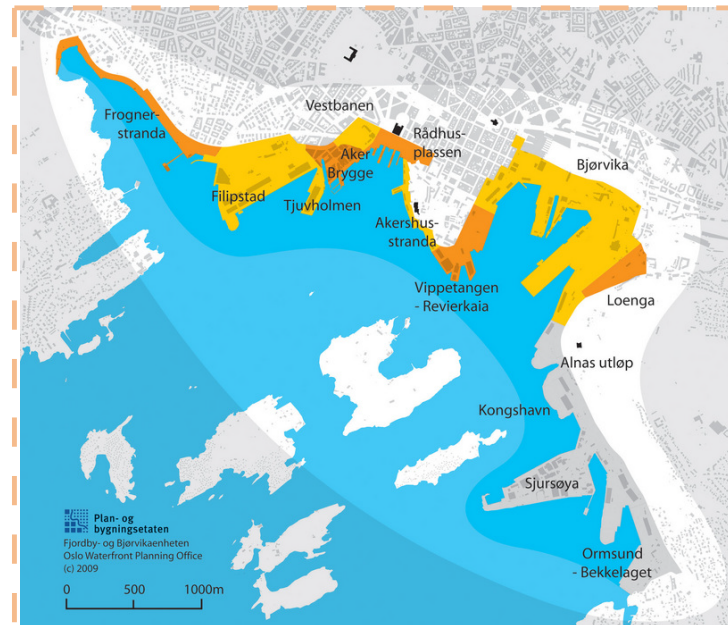 Vestbanen
Frogner-
stranda
Rådhus-
plassen
Aker
Brygge
Bjørvika
Filipstad
Tjuvholmen
Akershus-
stranda
Vippetangen
- Revierkaia
Loenga
Alnas utløp
Kongshavn
Sjursøya
Ormsund
- Bekkelaget
Plan- og
bygningsetaten
Fjordby- og Bjørvikaenheten
Oslo Waterfront Planning Office
(c) 2009
0 500 1000m